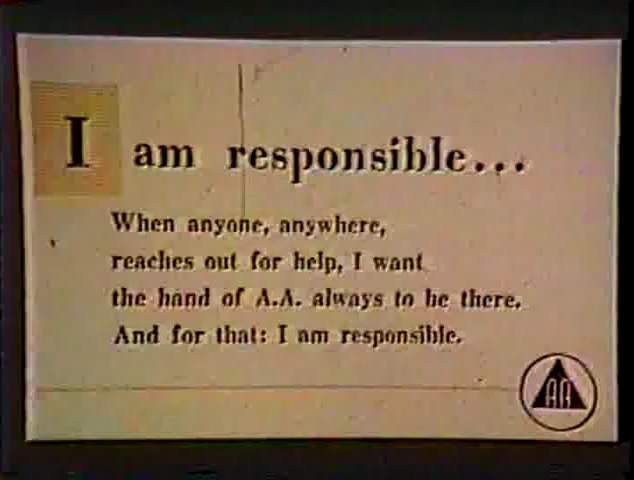 I am responsible...
When anyone, anywhere,
reaches out for help, I want
the hand of A.A. always to be there.
And for that: I am responsible.
AA